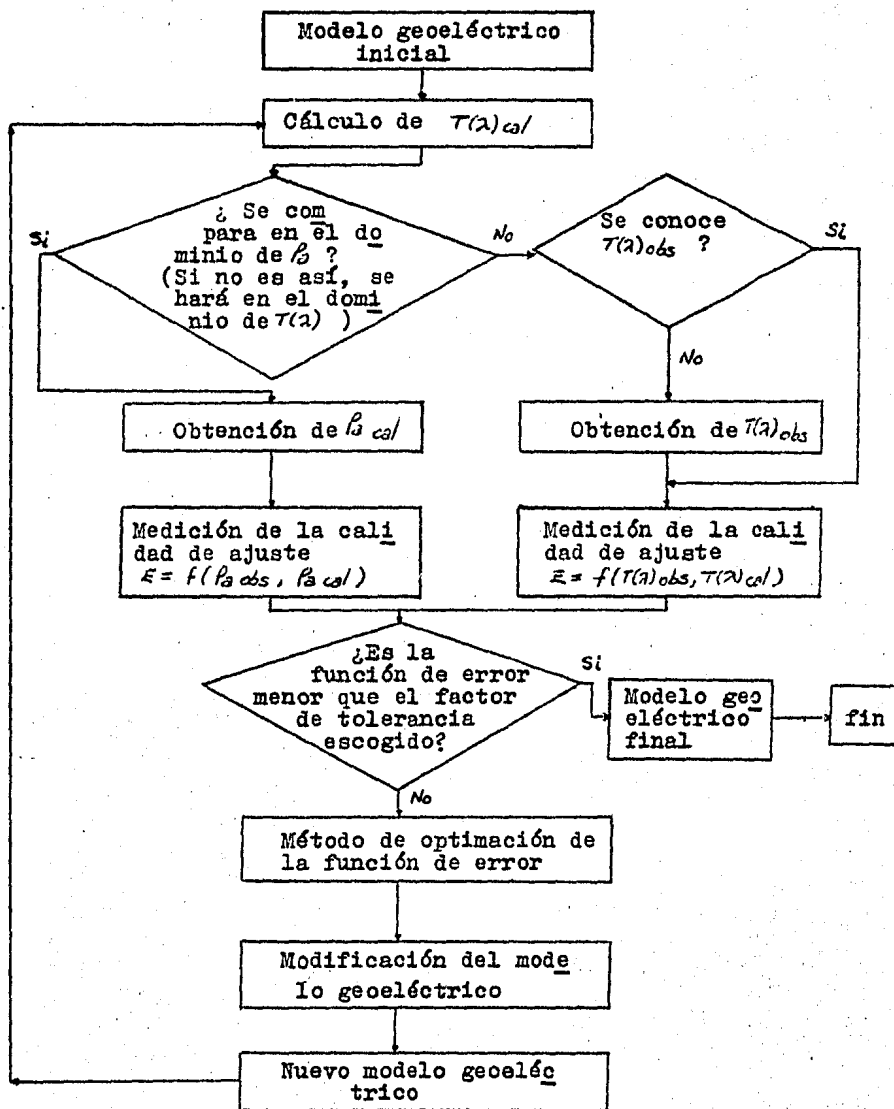 Modelo geoeléctrico
inicial
Cálculo de T(λ)cal
¿ Se com
para en el do
minio de ρa ?
(Si no es así, se
hará en el domi
nio de T(λ) )
Si
No
Se conoce
T(λ)obs ?
Si
No
Obtención de ρa cal
Obtención de T(λ)obs
Medición de la cali
dad de ajuste
E = f(ρa obs, ρa cal)
Medición de la cali
dad de ajuste
E = f(T(λ)obs, T(λ)cal)
¿Es la
función de error
menor que el factor
de tolerancia
escogido?
Si
Modelo geo
eléctrico
final
fin
No
Método de optimación de
la función de error
Modificación del mode
lo geoeléctrico
Nuevo modelo geoeléc
trico